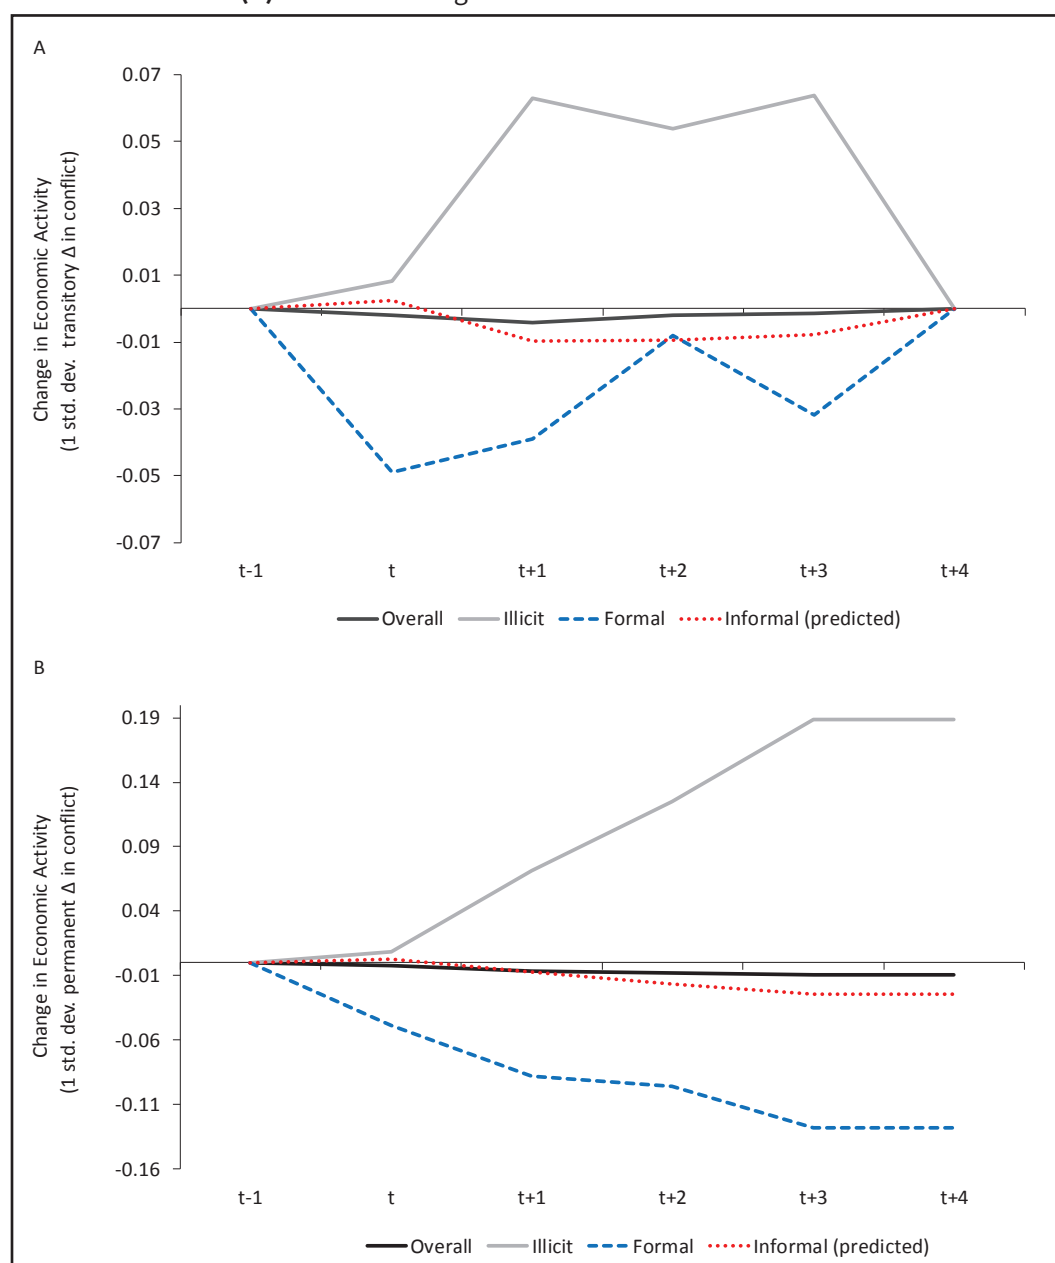 A
Change in Economic Activity
(1 std. dev. transitory Δ in conflict)
0.07
0.05
0.03
0.01
-0.01
-0.03
-0.05
-0.07
t-1 t t+1 t+2 t+3 t+4
Overall Illicit Formal Informal (predicted)
B
Change in Economic Activity
(1 std. dev. permanent Δ in conflict)
0.19
0.14
0.09
0.04
-0.01
-0.06
-0.11
-0.16
t-1 t t+1 t+2 t+3 t+4
Overall Illicit Formal Informal (predicted)